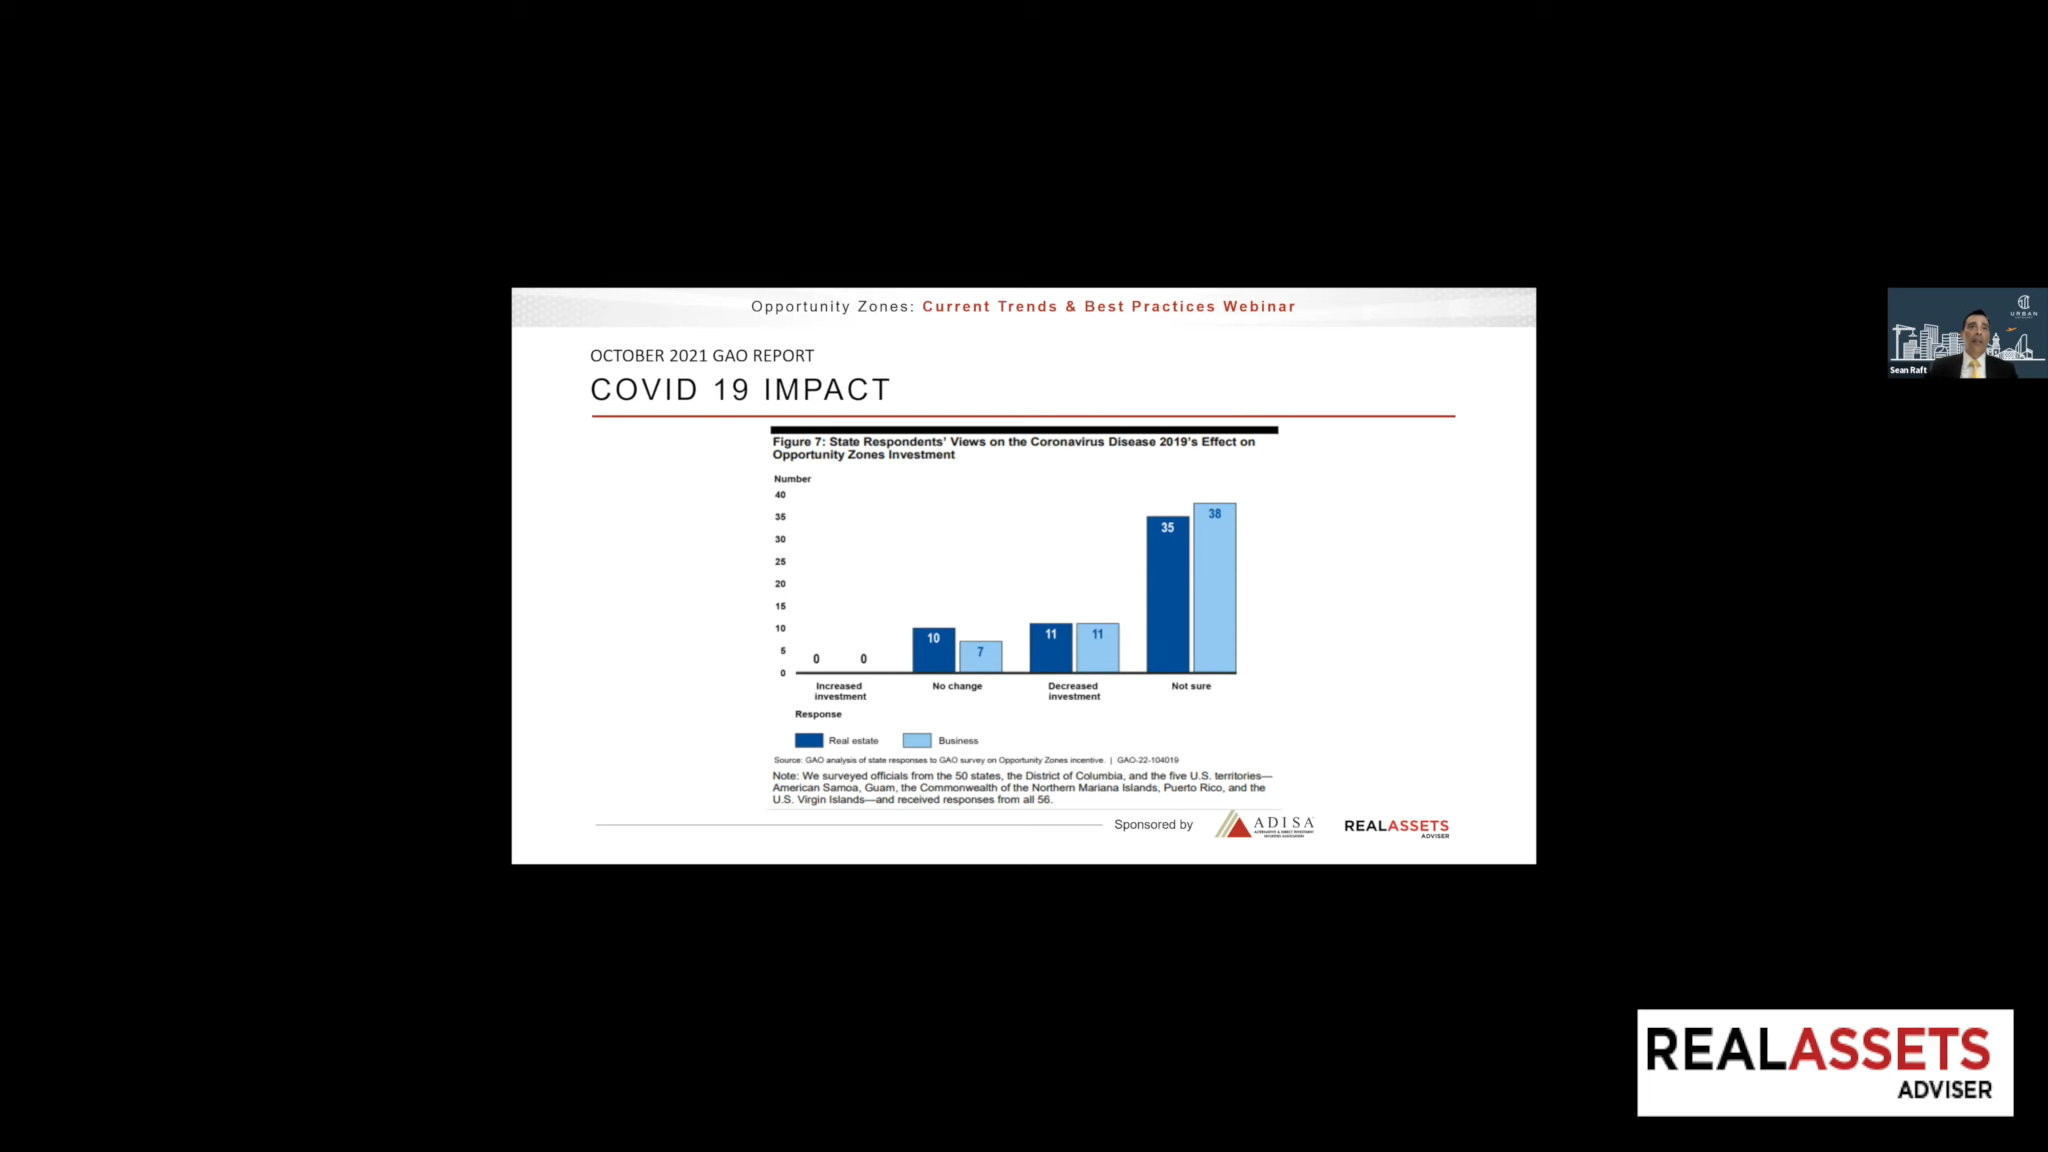 Opportunity Zones: Current Trends & Best Practices Webinar
OCTOBER 2021 GAO REPORT
COVID 19 IMPACT
Figure 7: State Respondents' Views on the Coronavirus Disease 2019's Effect on
Opportunity Zones Investment
Number
40
35
30
25
20
15
10
5
0
0 0
10 7
11 11
35 38
Increased
investment
No change
Decreased
investment
Not sure
Response
Real estate Business
Source: GAO analysis of state responses to GAO survey on Opportunity Zones incentive. | GAO-22-104019
Note: We surveyed officials from the 50 states, the District of Columbia, and the five U.S. territories—
American Samoa, Guam, the Commonwealth of the Northern Mariana Islands, Puerto Rico, and the
U.S. Virgin Islands—and received responses from all 56.
Sponsored by
ADISA
ALTERNATIVE & DIRECT INVESTMENT
SECURITIES ASSOCIATION
REALASSETS
ADVISER
URBAN
Sean Raft
REALASSETS
ADVISER